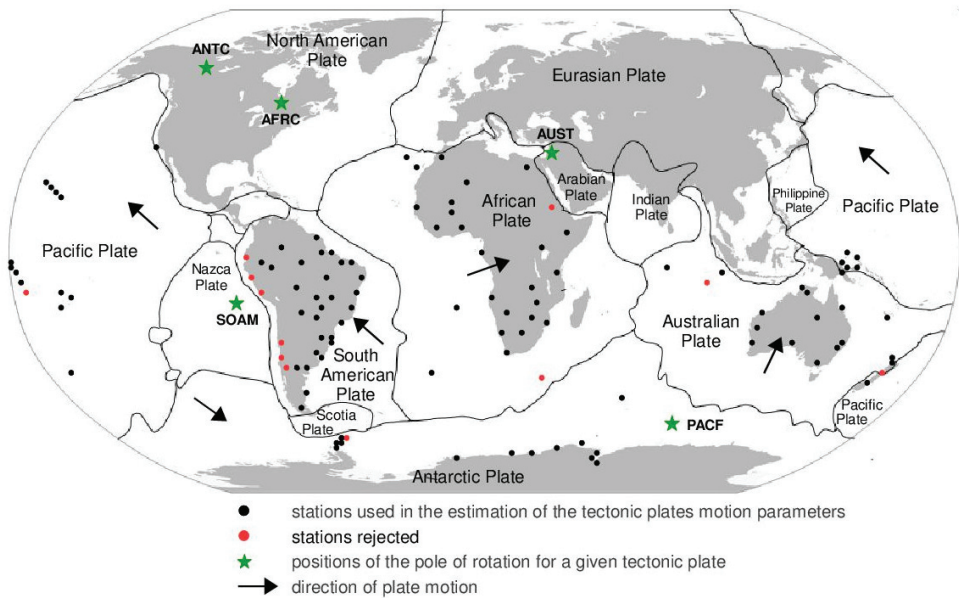 ANTC
North American
Plate
AFRC
Eurasian Plate
AUST
Arabian
Plate
African
Plate
Indian
Plate
Philippine
Plate
Pacific Plate
Pacific Plate
Nazca
Plate
SOAM
Australian
Plate
South
American
Plate
Scotia
Plate
Pacific
Plate
PACF
Antarctic Plate
stations used in the estimation of the tectonic plates motion parameters
stations rejected
positions of the pole of rotation for a given tectonic plate
direction of plate motion